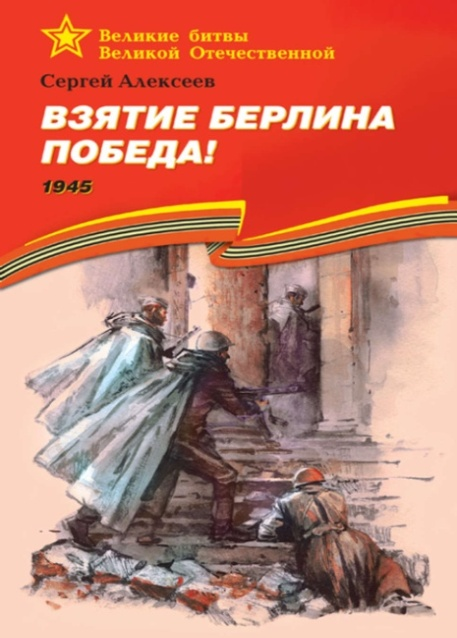 Великие битвы
Великой Отечественной
Сергей Алексеев
ВЗЯТИЕ БЕРЛИНА
ПОБЕДА!
1945